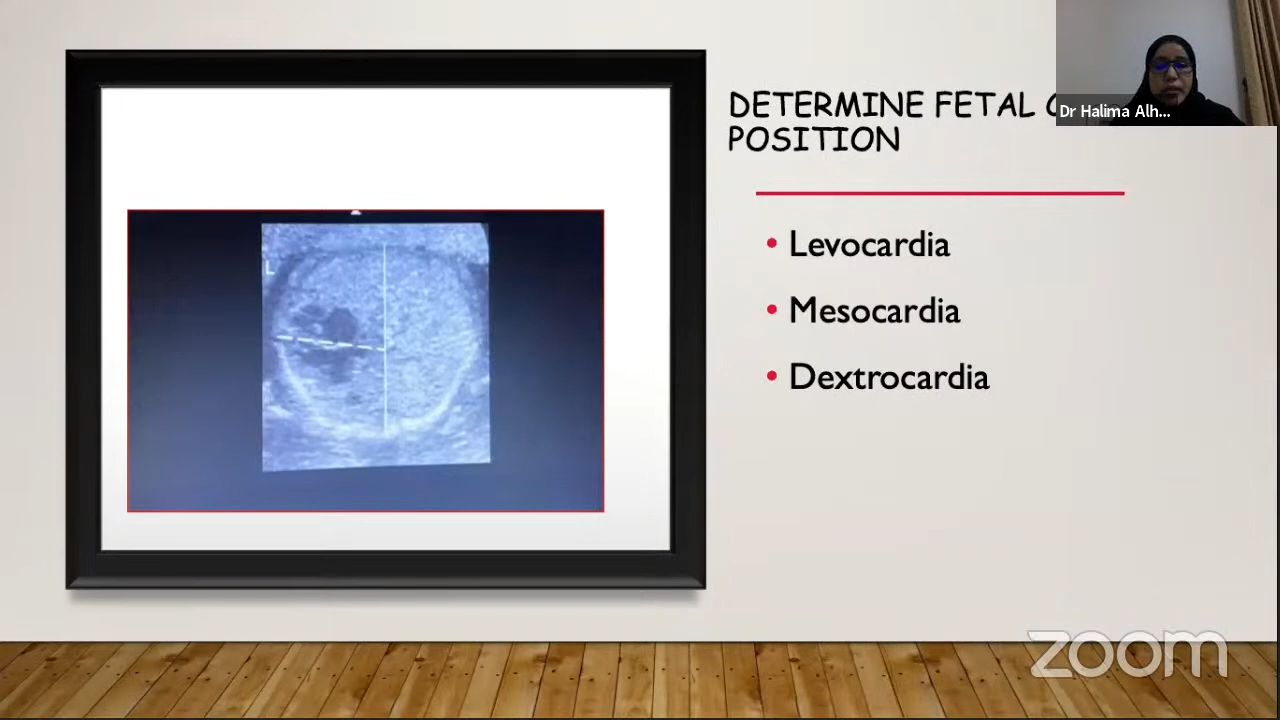 DETERMINE FETAL
POSITION
Dr Halima Alh...
• Levocardia
• Mesocardia
• Dextrocardia
L
zoom